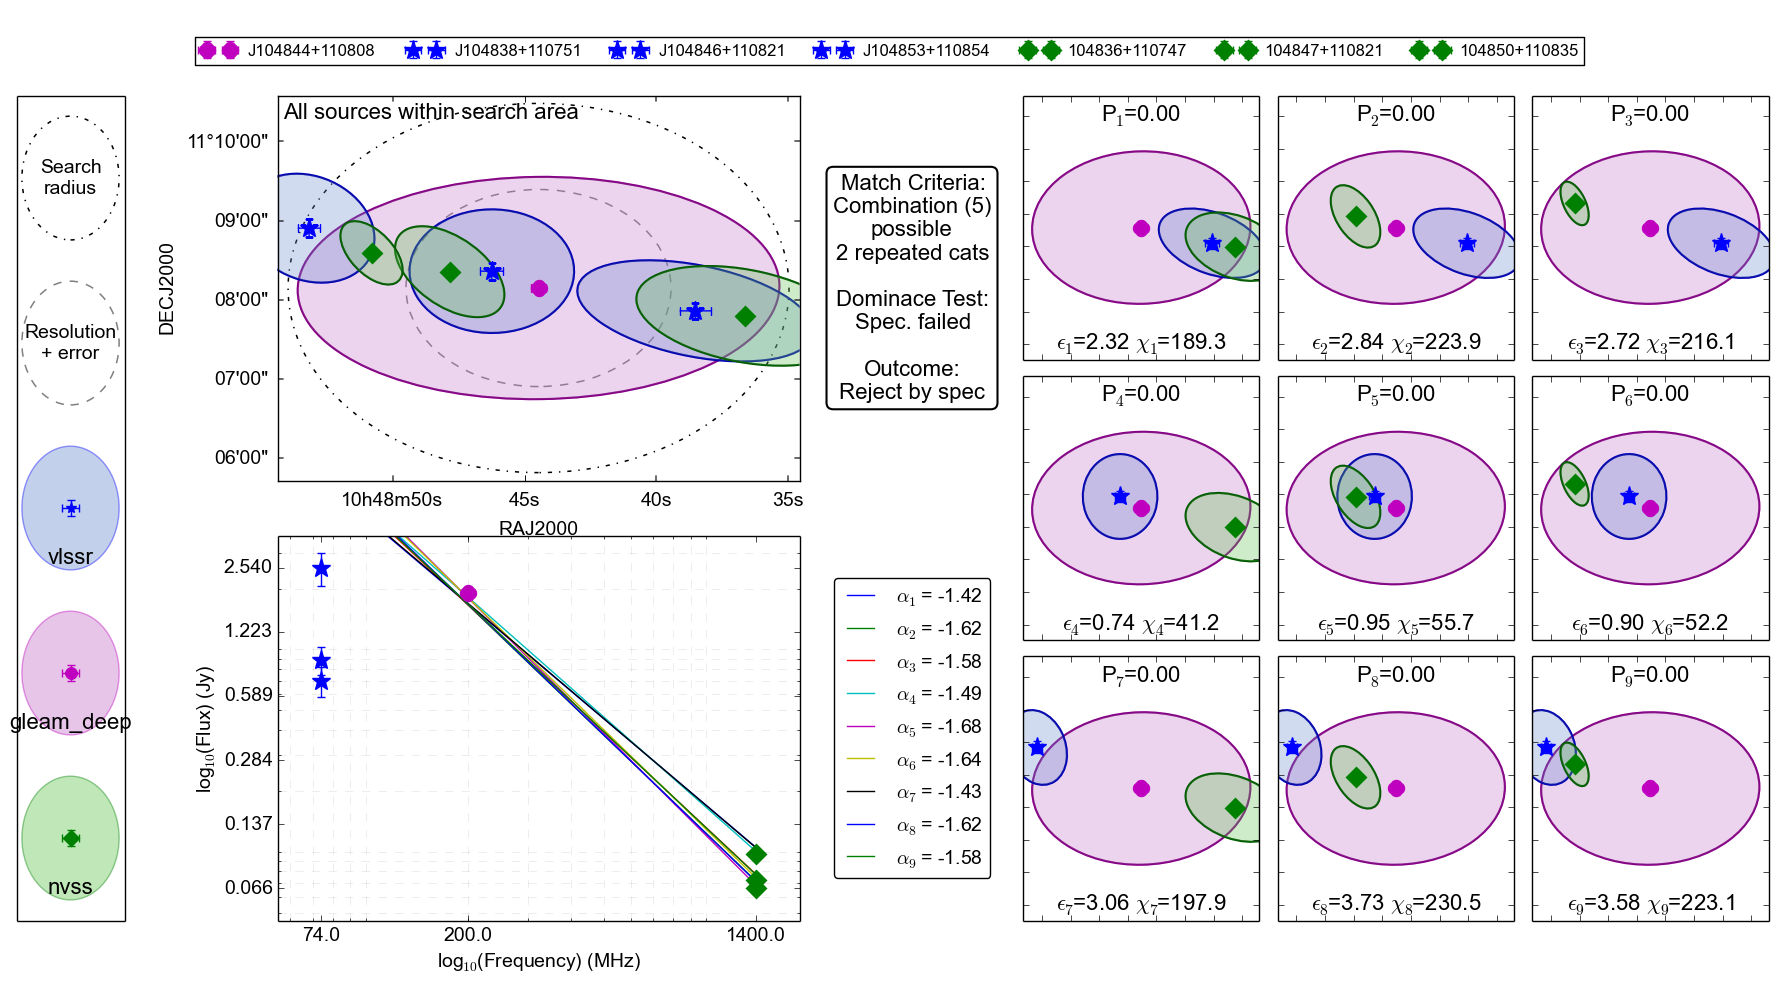 J104844+110808 J104838+110751 J104846+110821 J104853+110854 104836+110747 104847+110821 104850+110835
Search
radius
Resolution
+ error
vlssr
gleam_deep
nvss
All sources within search area
11°10'00"
09'00"
08'00"
07'00"
06'00"
DECJ2000
10h48m50s 45s 40s 35s
RAJ2000
Match Criteria:
Combination (5)
possible
2 repeated cats
Dominace Test:
Spec. failed
Outcome:
Reject by spec
2.540
1.223
0.589
0.284
0.137
0.066
log₁₀(Flux) (Jy)
74.0 200.0 1400.0
log₁₀(Frequency) (MHz)
α₁ = -1.42
α₂ = -1.62
α₃ = -1.58
α₄ = -1.49
α₅ = -1.68
α₆ = -1.64
α₇ = -1.43
α₈ = -1.62
α₉ = -1.58
P₁=0.00
ϵ₁=2.32 χ₁=189.3
P₂=0.00
ϵ₂=2.84 χ₂=223.9
P₃=0.00
ϵ₃=2.72 χ₃=216.1
P₄=0.00
ϵ₄=0.74 χ₄=41.2
P₅=0.00
ϵ₅=0.95 χ₅=55.7
P₆=0.00
ϵ₆=0.90 χ₆=52.2
P₇=0.00
ϵ₇=3.06 χ₇=197.9
P₈=0.00
ϵ₈=3.73 χ₈=230.5
P₉=0.00
ϵ₉=3.58 χ₉=223.1